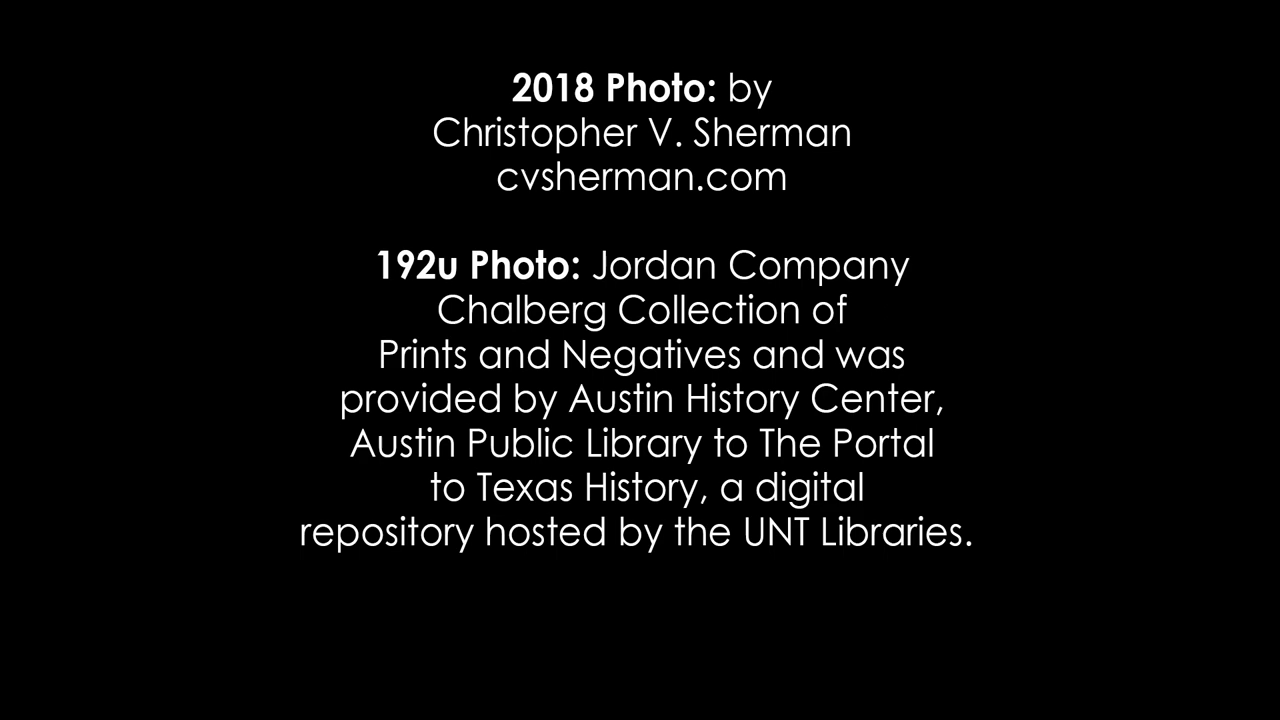 2018 Photo: by
Christopher V. Sherman
cvsherman.com
192u Photo: Jordan Company
Chalberg Collection of
Prints and Negatives and was
provided by Austin History Center,
Austin Public Library to The Portal
to Texas History, a digital
repository hosted by the UNT Libraries.